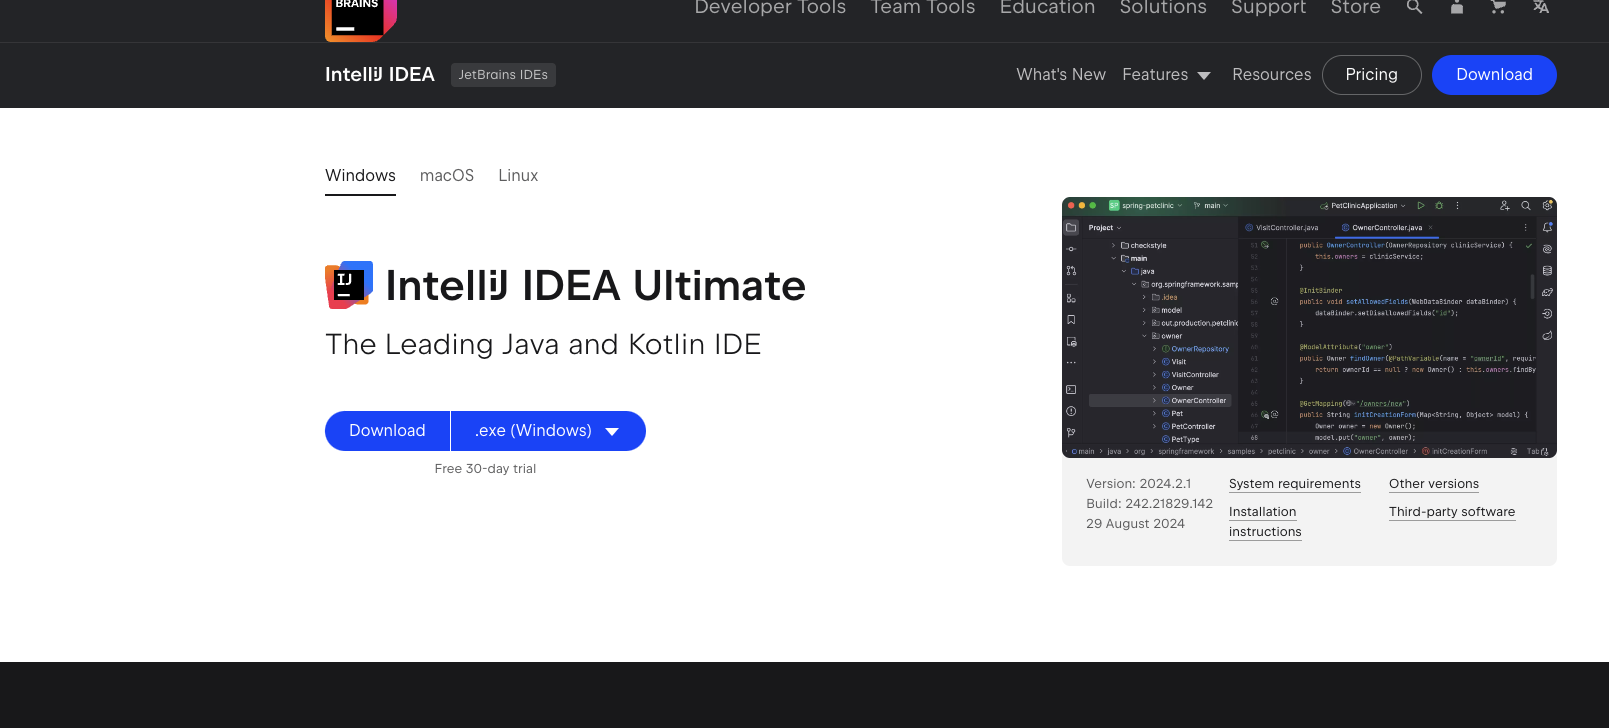 BRAINS
Developer Tools Team Tools Education Solutions Support Store
IntelliJ IDEA JetBrains IDEs What's New Features Resources Pricing Download
Windows macOS Linux
IJ IntelliJ IDEA Ultimate
The Leading Java and Kotlin IDE
Download .exe (Windows)
Free 30-day trial
SP spring-petclinic main PetClinicApplication
Project VisitController.java OwnerController.java
checkstyle
main
java
org.springframework.samp
.idea
model
out.production.petclinic
owner
OwnerRepository
Visit
VisitController
Owner
OwnerController
Pet
PetController
PetType
public OwnerController(OwnerRepository clinicService) {
this.owners = clinicService;
}
@InitBinder
public void setAllowedFields(WebDataBinder dataBinder) {
dataBinder.setDisallowedFields("id");
}
@ModelAttribute("owner")
public Owner findOwner(@PathVariable(name = "ownerId", requir
return ownerId == null ? new Owner() : this.owners.findBy
}
@GetMapping("/owners/new")
public String initCreationForm(Map<String, Object> model) {
Owner owner = new Owner();
68 model.put("owner", owner);
main java org springframework samples petclinic owner OwnerController initCreationForm Tab
Version: 2024.2.1
Build: 242.21829.142
29 August 2024
System requirements
Installation
instructions
Other versions
Third-party software